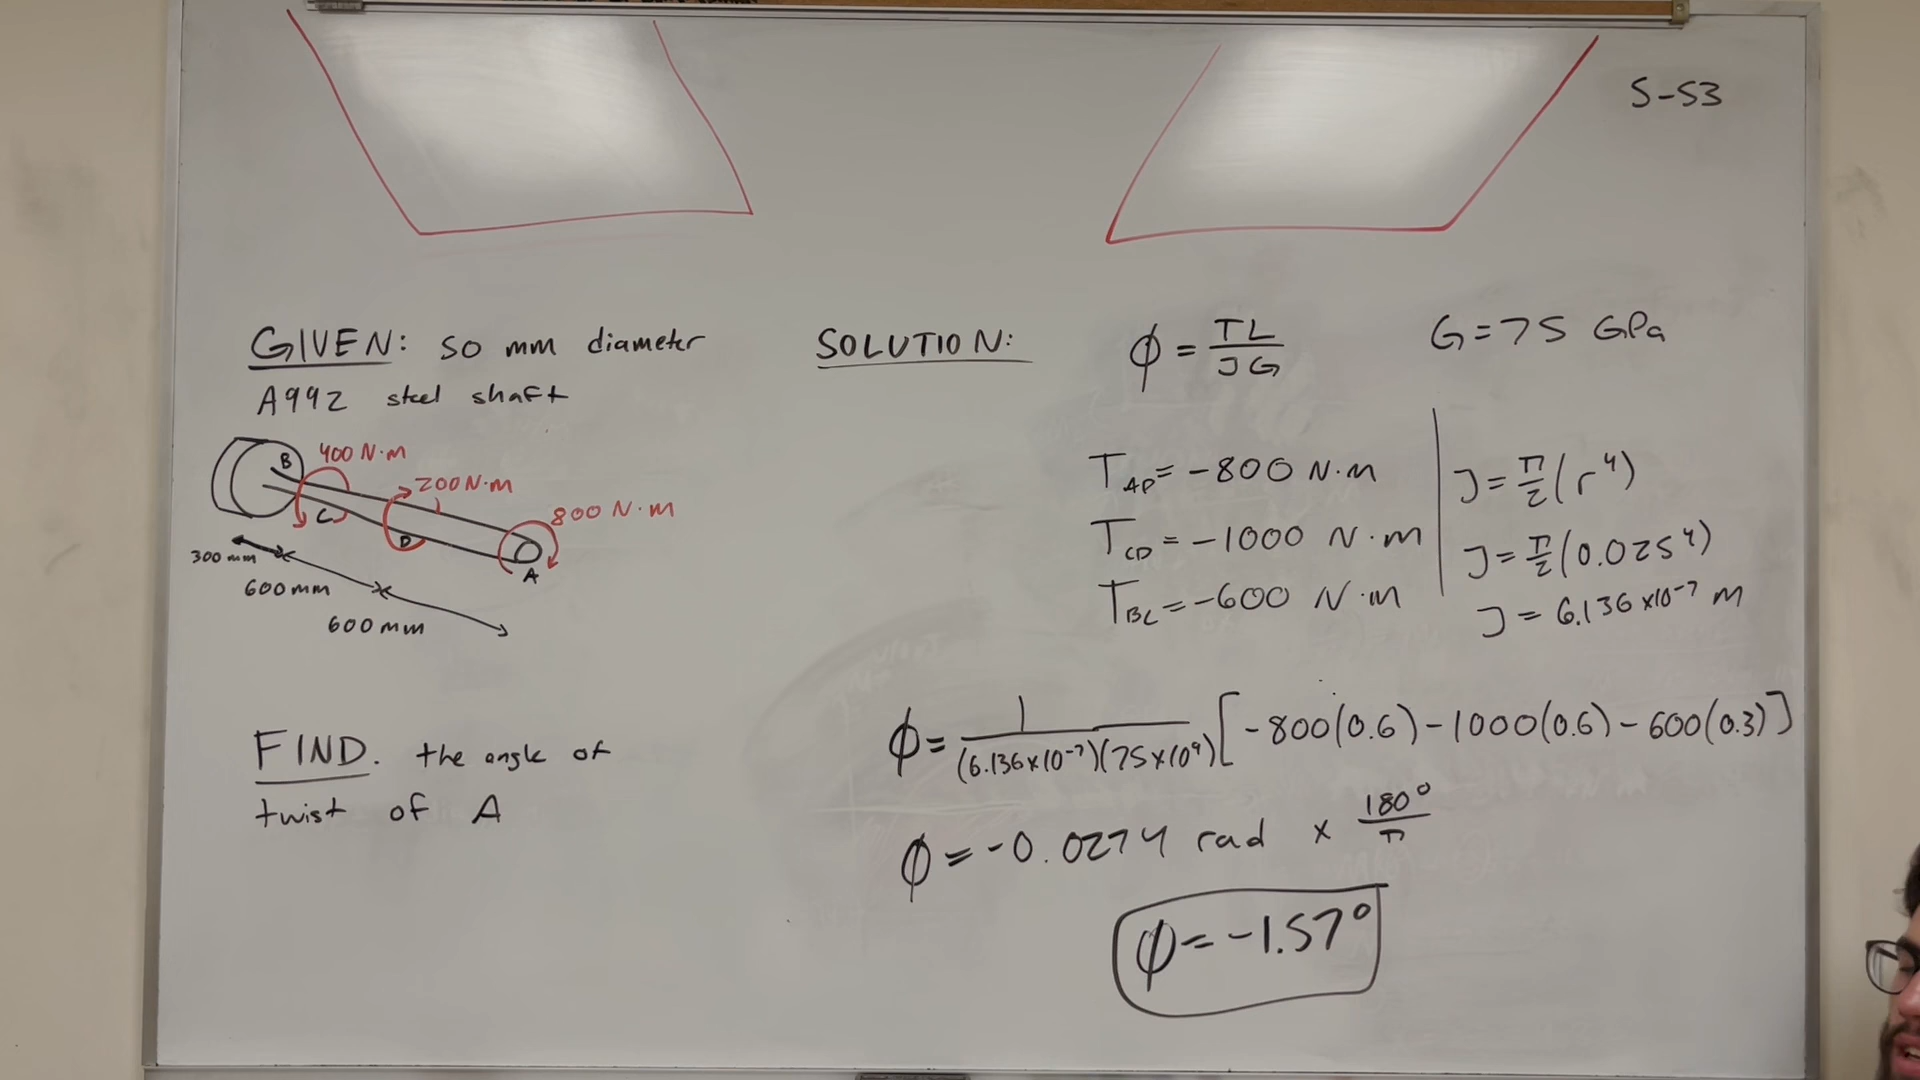 S-53
GIVEN: 50 mm diameter
A992 steel shaft
B
400 N·m
200 N·m
800 N·m
C
D
A
300 mm
600 mm
600 mm
FIND. the angle of
twist of A
SOLUTION:
ϕ = TL/JG
G = 75 GPa
T_AD = -800 N·m
T_CD = -1000 N·m
T_BC = -600 N·m
J = π/2 (r⁴)
J = π/2 (0.025⁴)
J = 6.136 x10⁻⁷ m
ϕ = 1/(6.136x10⁻⁷)(75x10⁹) [-800(0.6) - 1000(0.6) - 600(0.3)]
ϕ = -0.0274 rad x 180°/π
ϕ = -1.57°